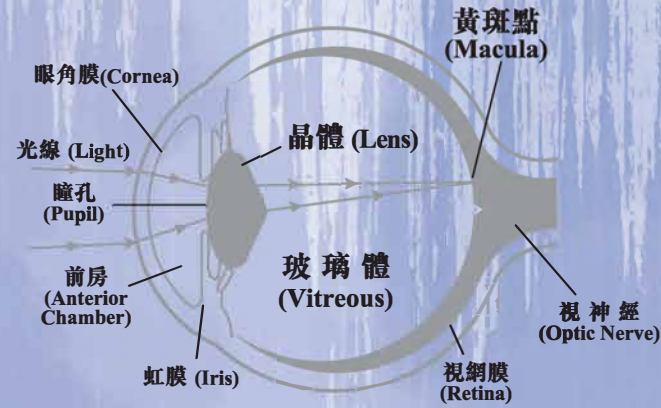 黃斑點
(Macula)
眼角膜(Cornea)
光線 (Light)
晶體 (Lens)
瞳孔
(Pupil)
前房
(Anterior
Chamber)
玻璃體
(Vitreous)
虹膜 (Iris)
視神經
(Optic Nerve)
視網膜
(Retina)